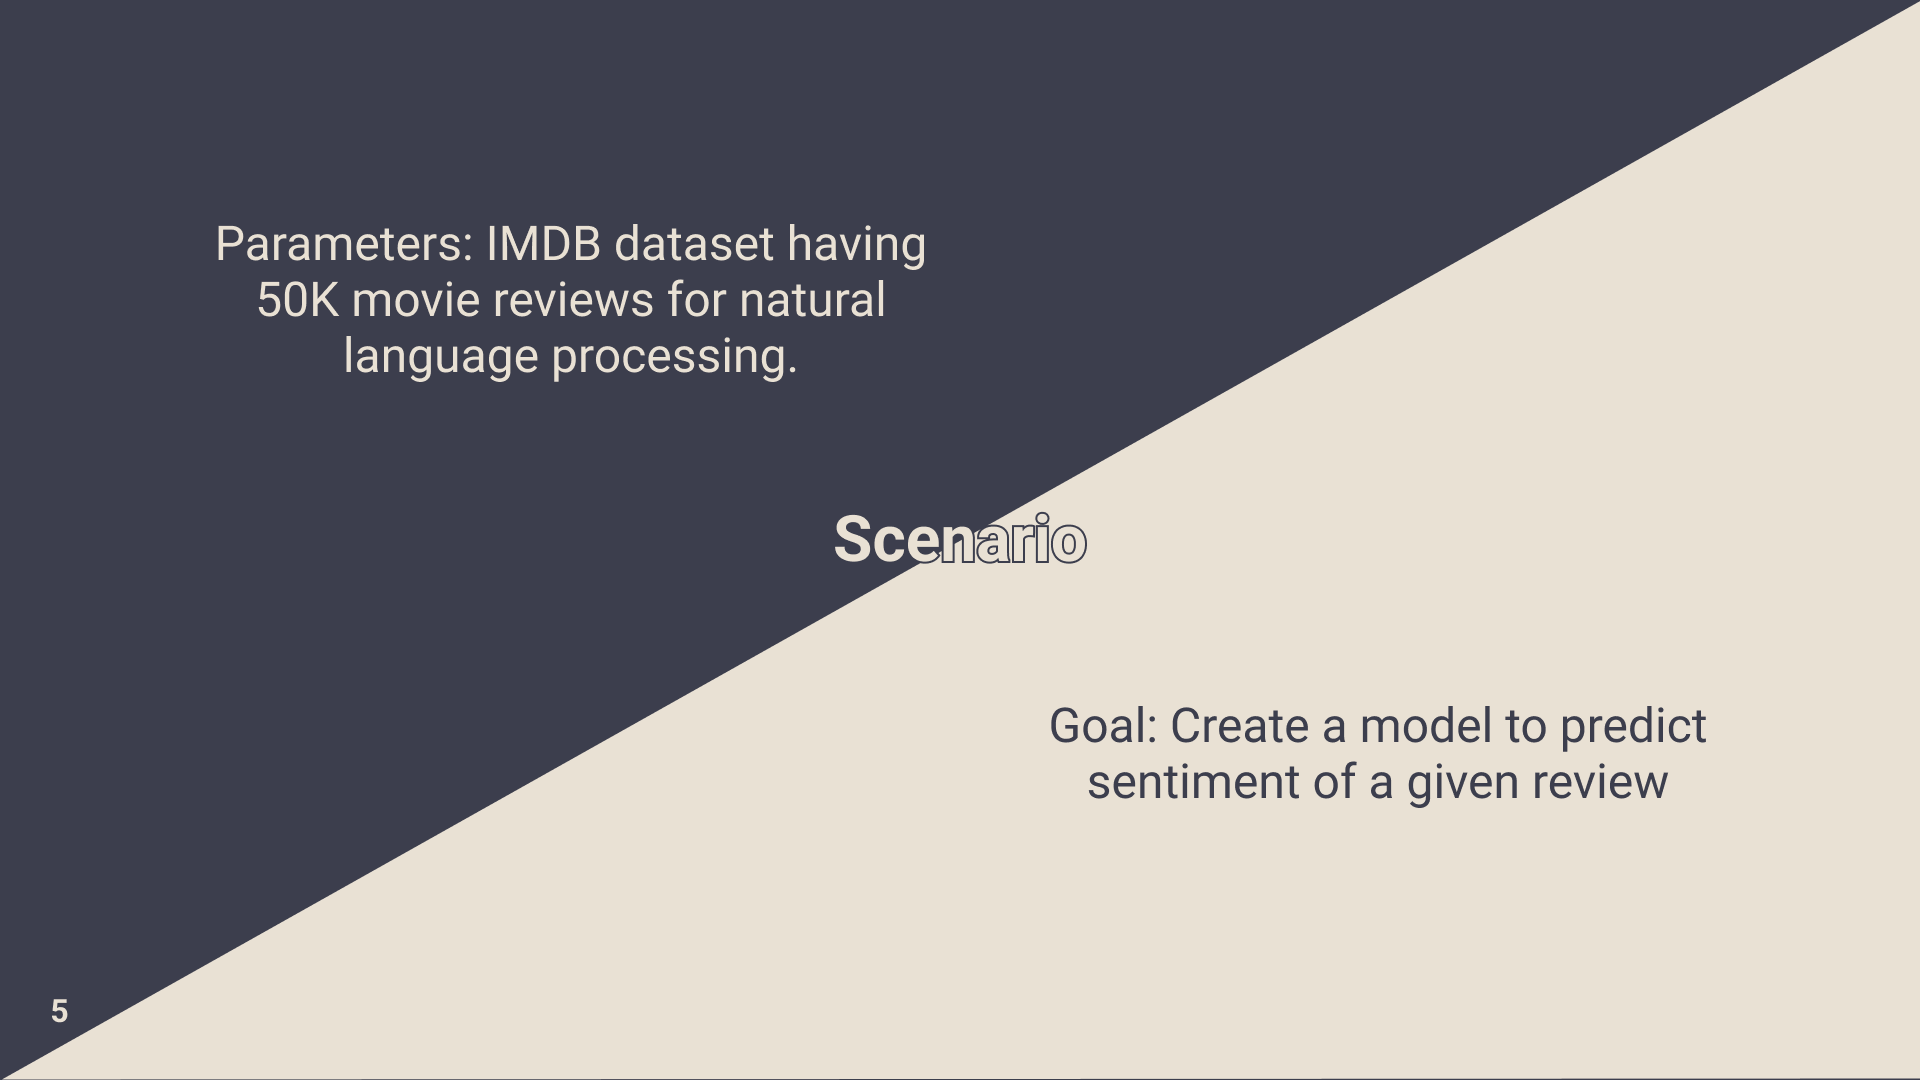 Parameters: IMDB dataset having
50K movie reviews for natural
language processing.
Scenario
Goal: Create a model to predict
sentiment of a given review
5